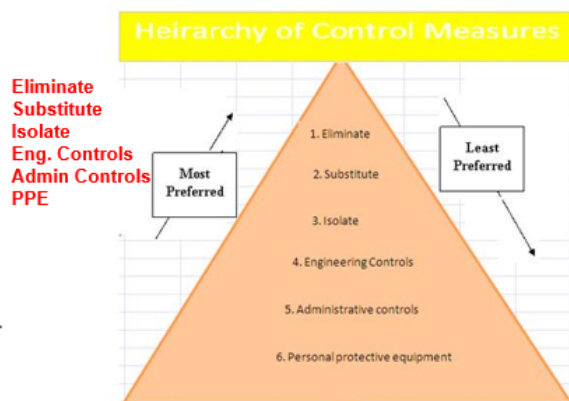 Heirarchy of Control Measures
Eliminate
Substitute
Isolate
Eng. Controls
Admin Controls
PPE
Most
Preferred
1. Eliminate
2. Substitute
3. Isolate
4. Engineering Controls
5. Administrative controls
6. Personal protective equipment
Least
Preferred